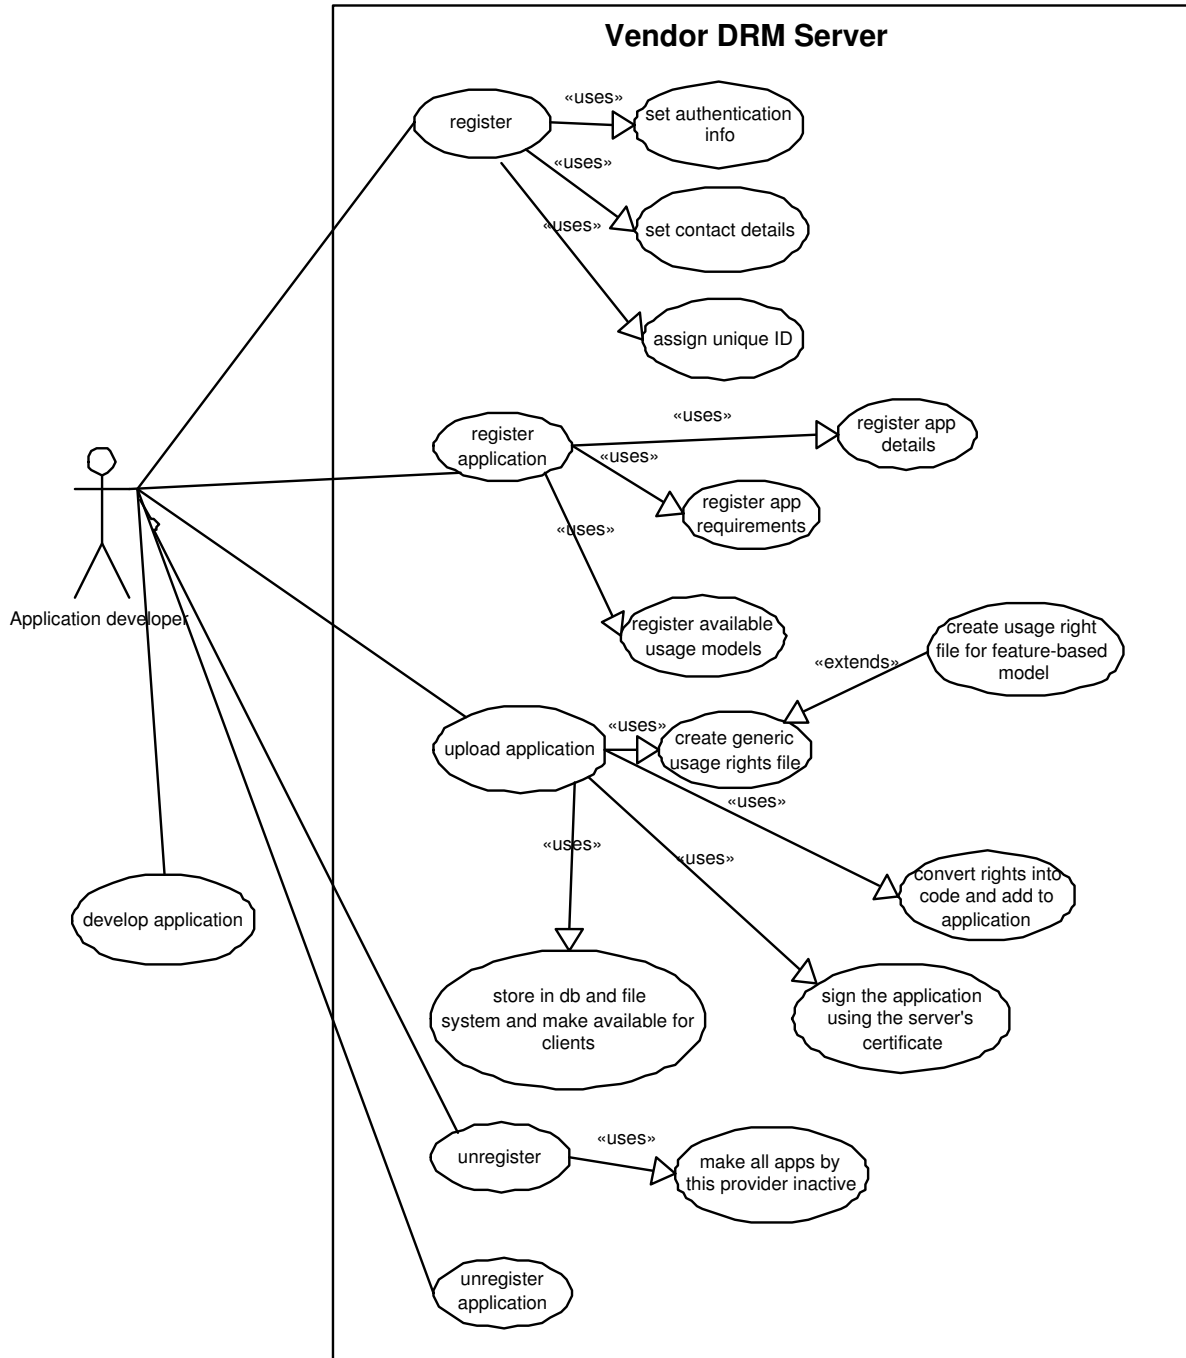 Vendor DRM Server
«uses»
set authentication
info
register
«uses»
«uses»
set contact details
assign unique ID
register
application
«uses»
register app
details
«uses»
register app
requirements
«uses»
Application developer
register available
usage models
create usage right
file for feature-based
model
«extends»
upload application
«uses»
create generic
usage rights file
«uses»
«uses»
«uses»
convert rights into
code and add to
application
develop application
store in db and file
system and make available for
clients
sign the application
using the server's
certificate
unregister
«uses»
make all apps by
this provider inactive
unregister
application